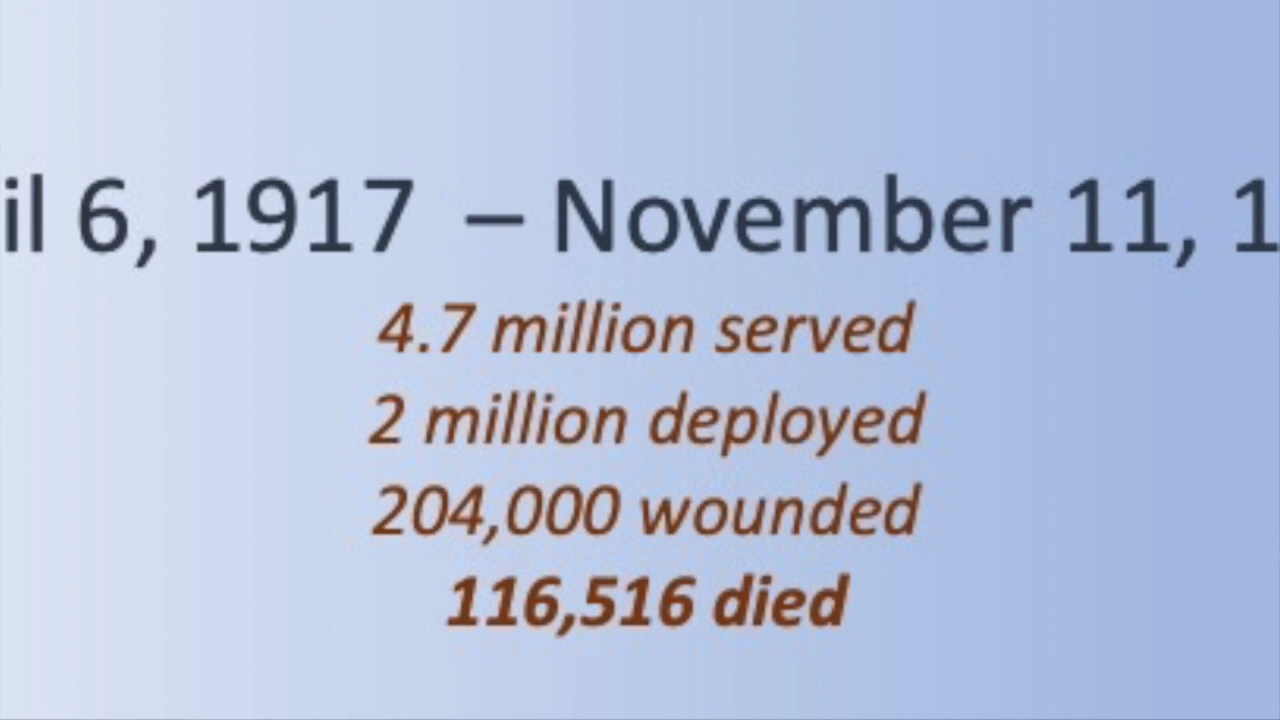 il 6, 1917 – November 11, 1
4.7 million served
2 million deployed
204,000 wounded
116,516 died